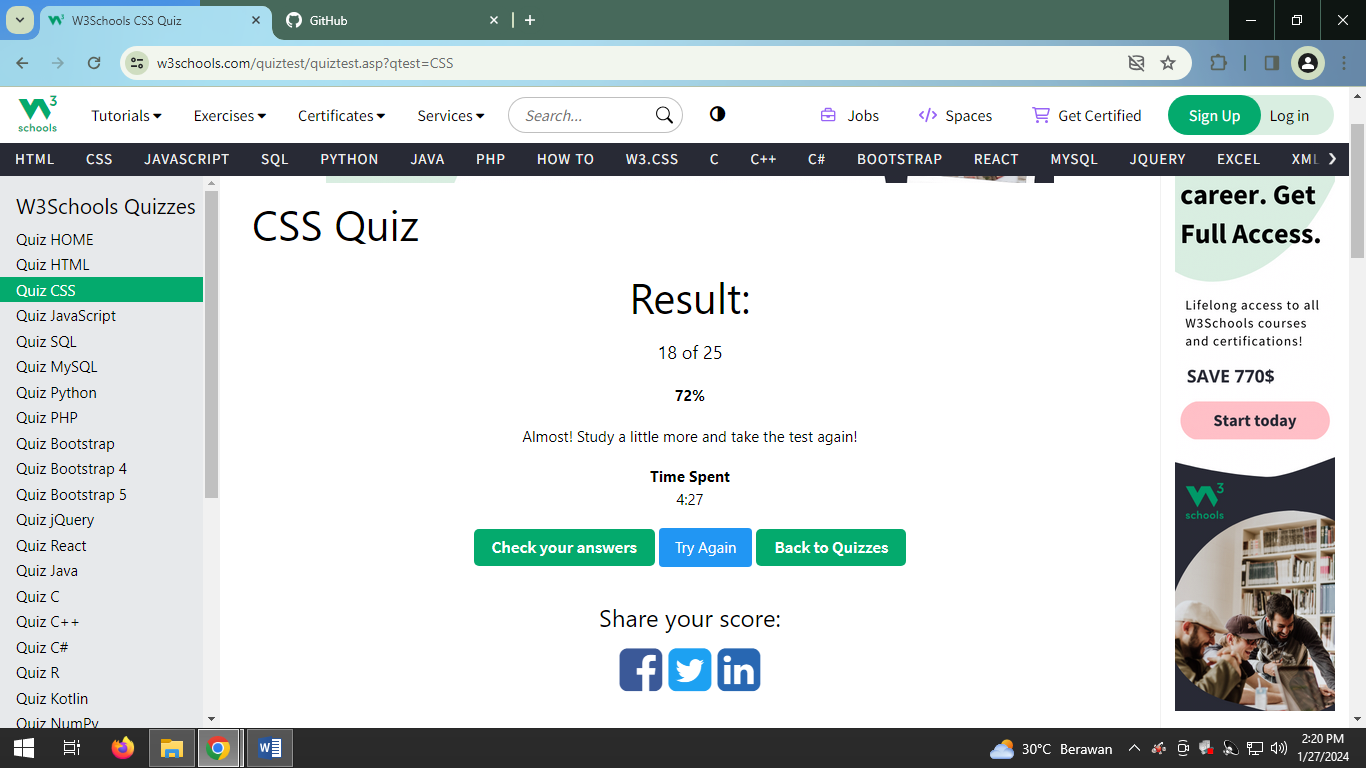 W3Schools CSS Quiz
GitHub
w3schools.com/quiztest/quiztest.asp?qtest=CSS
W3 schools
Tutorials
Exercises
Certificates
Services
Search...
Jobs
Spaces
Get Certified
Sign Up
Log in
HTML CSS JAVASCRIPT SQL PYTHON JAVA PHP HOW TO W3.CSS C C++ C# BOOTSTRAP REACT MYSQL JQUERY EXCEL XML
W3Schools Quizzes
Quiz HOME
Quiz HTML
Quiz CSS
Quiz JavaScript
Quiz SQL
Quiz MySQL
Quiz Python
Quiz PHP
Quiz Bootstrap
Quiz Bootstrap 4
Quiz Bootstrap 5
Quiz jQuery
Quiz React
Quiz Java
Quiz C
Quiz C++
Quiz C#
Quiz R
Quiz Kotlin
Quiz NumPy
CSS Quiz
Result:
18 of 25
72%
Almost! Study a little more and take the test again!
Time Spent
4:27
Check your answers
Try Again
Back to Quizzes
Share your score:
career. Get
Full Access.
Lifelong access to all
W3Schools courses
and certifications!
SAVE 770$
Start today
W3 schools
30°C Berawan
2:20 PM
1/27/2024